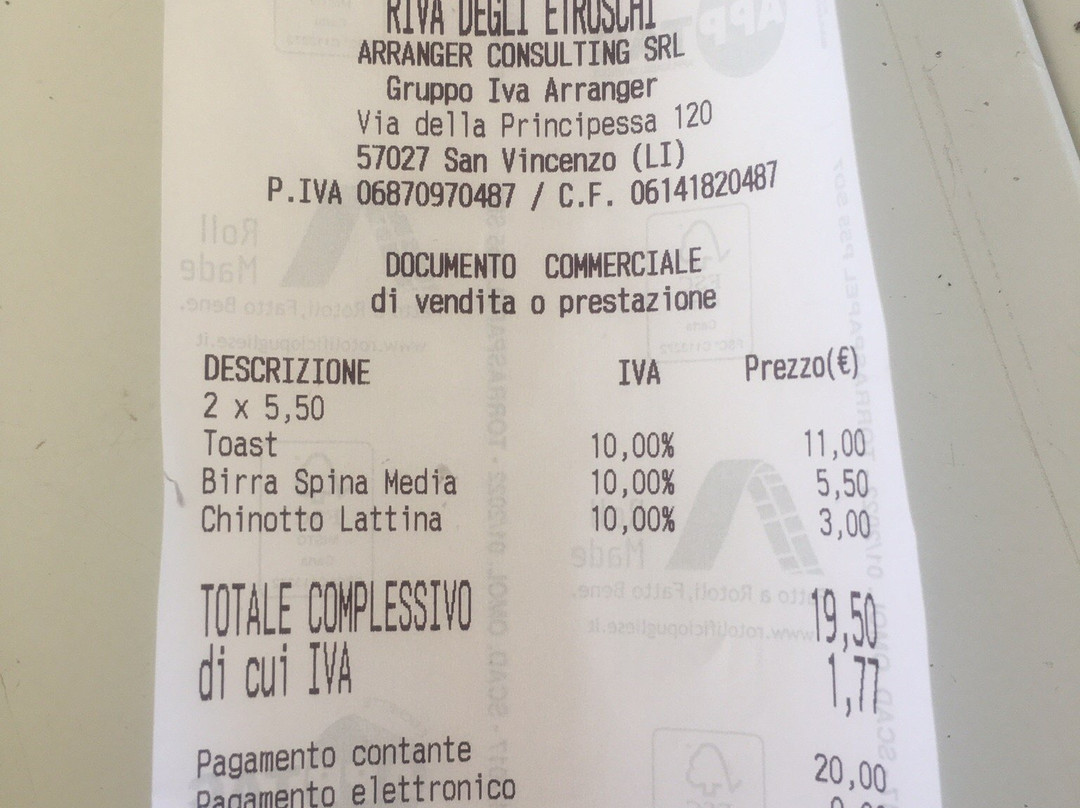 RIVA DEGLI ETRUSCHI
ARRANGER CONSULTING SRL
Gruppo Iva Arranger
Via della Principessa 120
57027 San Vincenzo (LI)
P.IVA 06870970487 / C.F. 06141820487
DOCUMENTO COMMERCIALE
di vendita o prestazione
DESCRIZIONE IVA Prezzo(€)
2 x 5,50
Toast 10,00% 11,00
Birra Spina Media 10,00% 5,50
Chinotto Lattina 10,00% 3,00
TOTALE COMPLESSIVO 19,50
di cui IVA 1,77
Pagamento contante 20,00
Pagamento elettronico